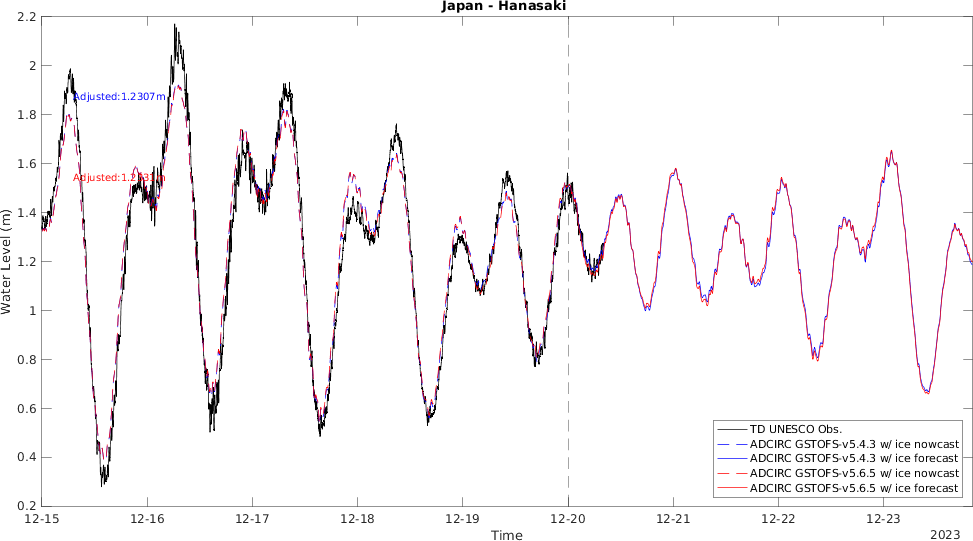 Japan - Hanasaki
2.2
2
1.8
1.6
1.4
1.2
1
0.8
0.6
0.4
0.2
Water Level (m)
Adjusted:1.2307m
12-15
12-16
12-17
12-18
12-19
12-20
12-21
12-22
12-23
Time
2023
TD UNESCO Obs.
ADCIRC GSTOFS-v5.4.3 w/ ice nowcast
ADCIRC GSTOFS-v5.4.3 w/ ice forecast
ADCIRC GSTOFS-v5.6.5 w/ ice nowcast
ADCIRC GSTOFS-v5.6.5 w/ ice forecast